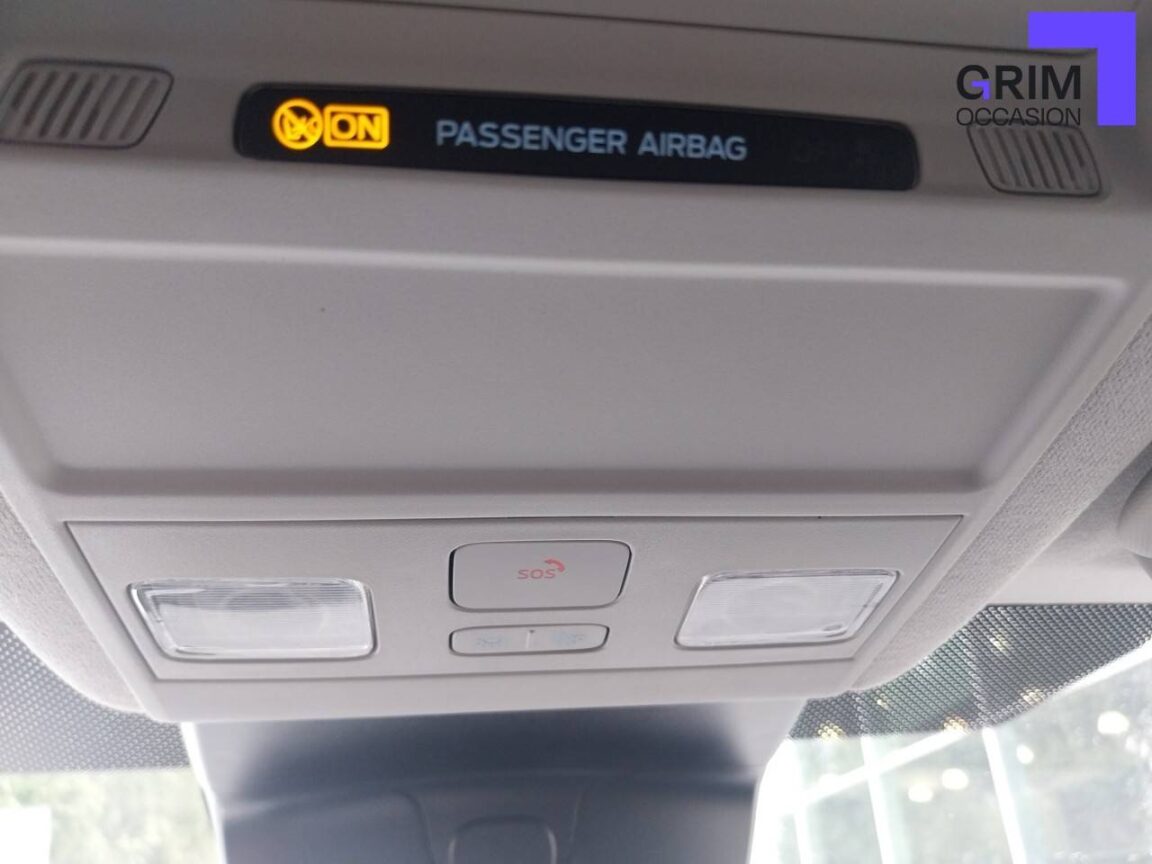 GRIM
OCCASION
ON PASSENGER AIRBAG
SOS